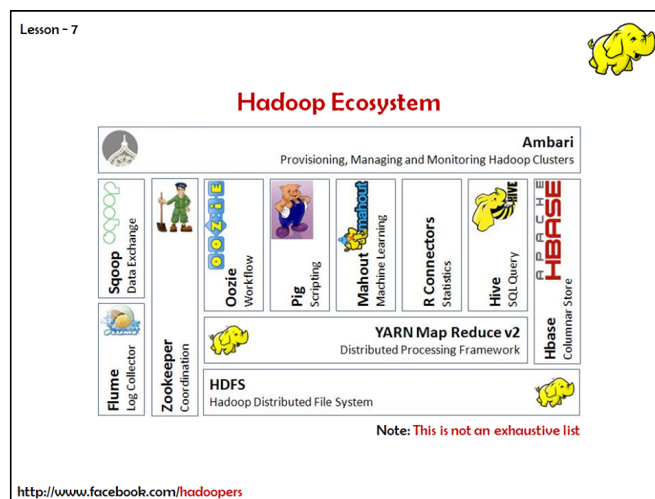 Lesson - 7
Hadoop Ecosystem
Ambari
Provisioning, Managing and Monitoring Hadoop Clusters
Sqoop
Data Exchange
Flume
Log Collector
Zookeeper
Coordination
OOZIE
Oozie
Workflow
Pig
Scripting
mahout
Mahout
Machine Learning
R Connectors
Statistics
HIVE
Hive
SQL Query
APACHE
HBASE
Hbase
Columnar Store
YARN Map Reduce v2
Distributed Processing Framework
HDFS
Hadoop Distributed File System
Note: This is not an exhaustive list
http://www.facebook.com/hadoopers